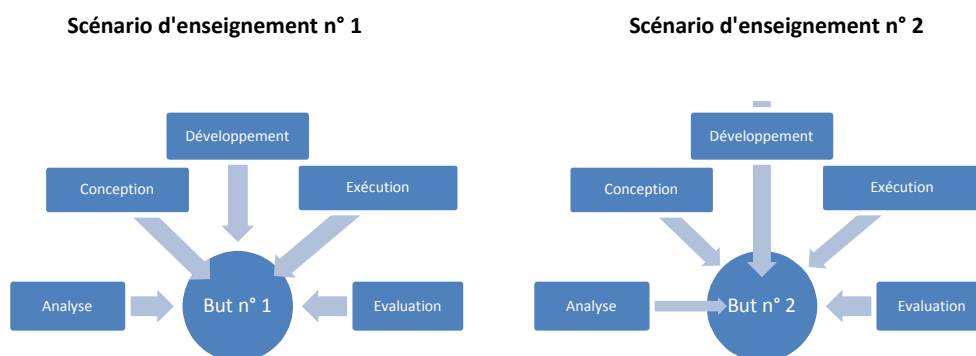 Scénario d'enseignement n° 1
Développement
Conception
Exécution
Analyse
But n° 1
Evaluation
Scénario d'enseignement n° 2
Développement
Conception
Exécution
Analyse
But n° 2
Evaluation